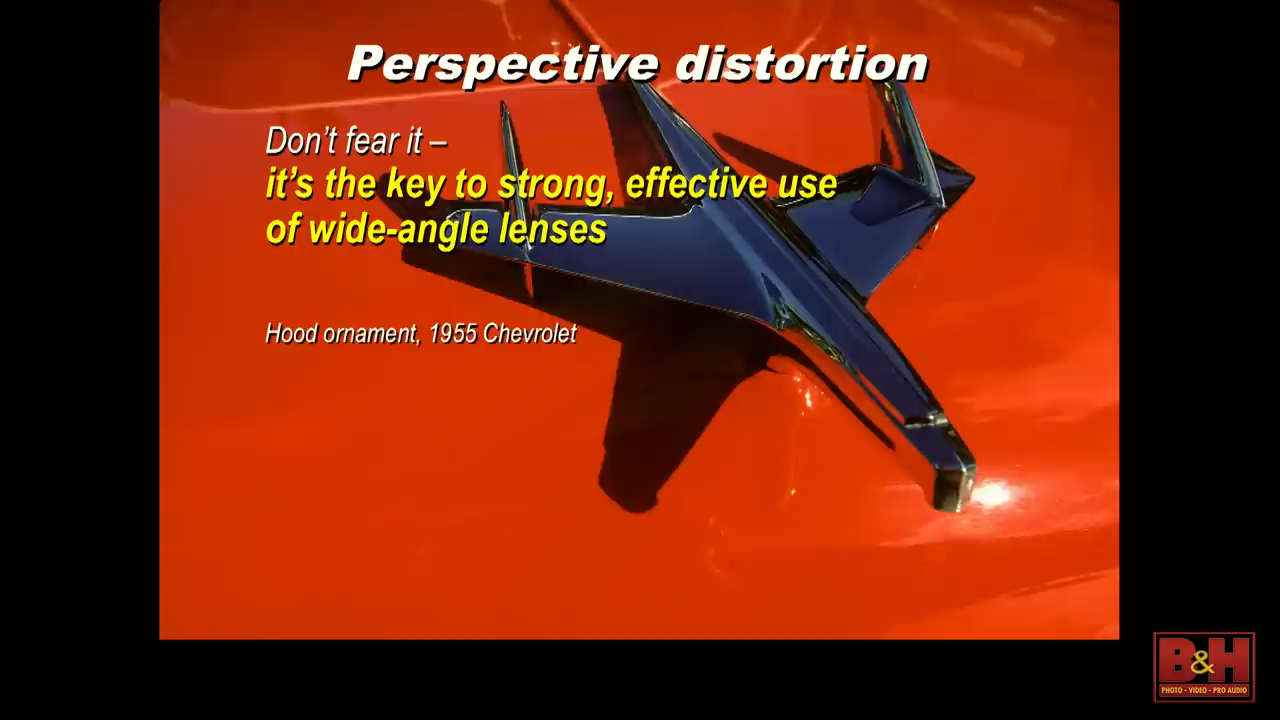 Perspective distortion
Don’t fear it –
it’s the key to strong, effective use
of wide-angle lenses
Hood ornament, 1955 Chevrolet
B&H
PHOTO - VIDEO - PRO AUDIO